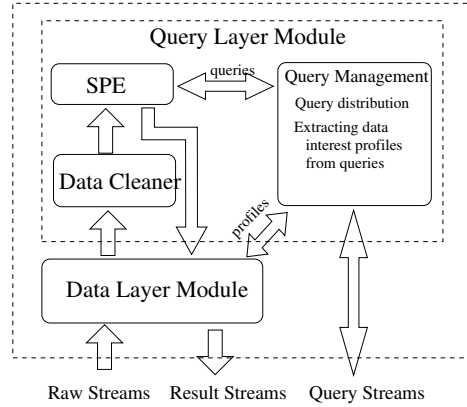 Query Layer Module
SPE
queries
Query Management
Query distribution
Extracting data
interest profiles
from queries
Data Cleaner
profiles
Data Layer Module
Raw Streams
Result Streams
Query Streams